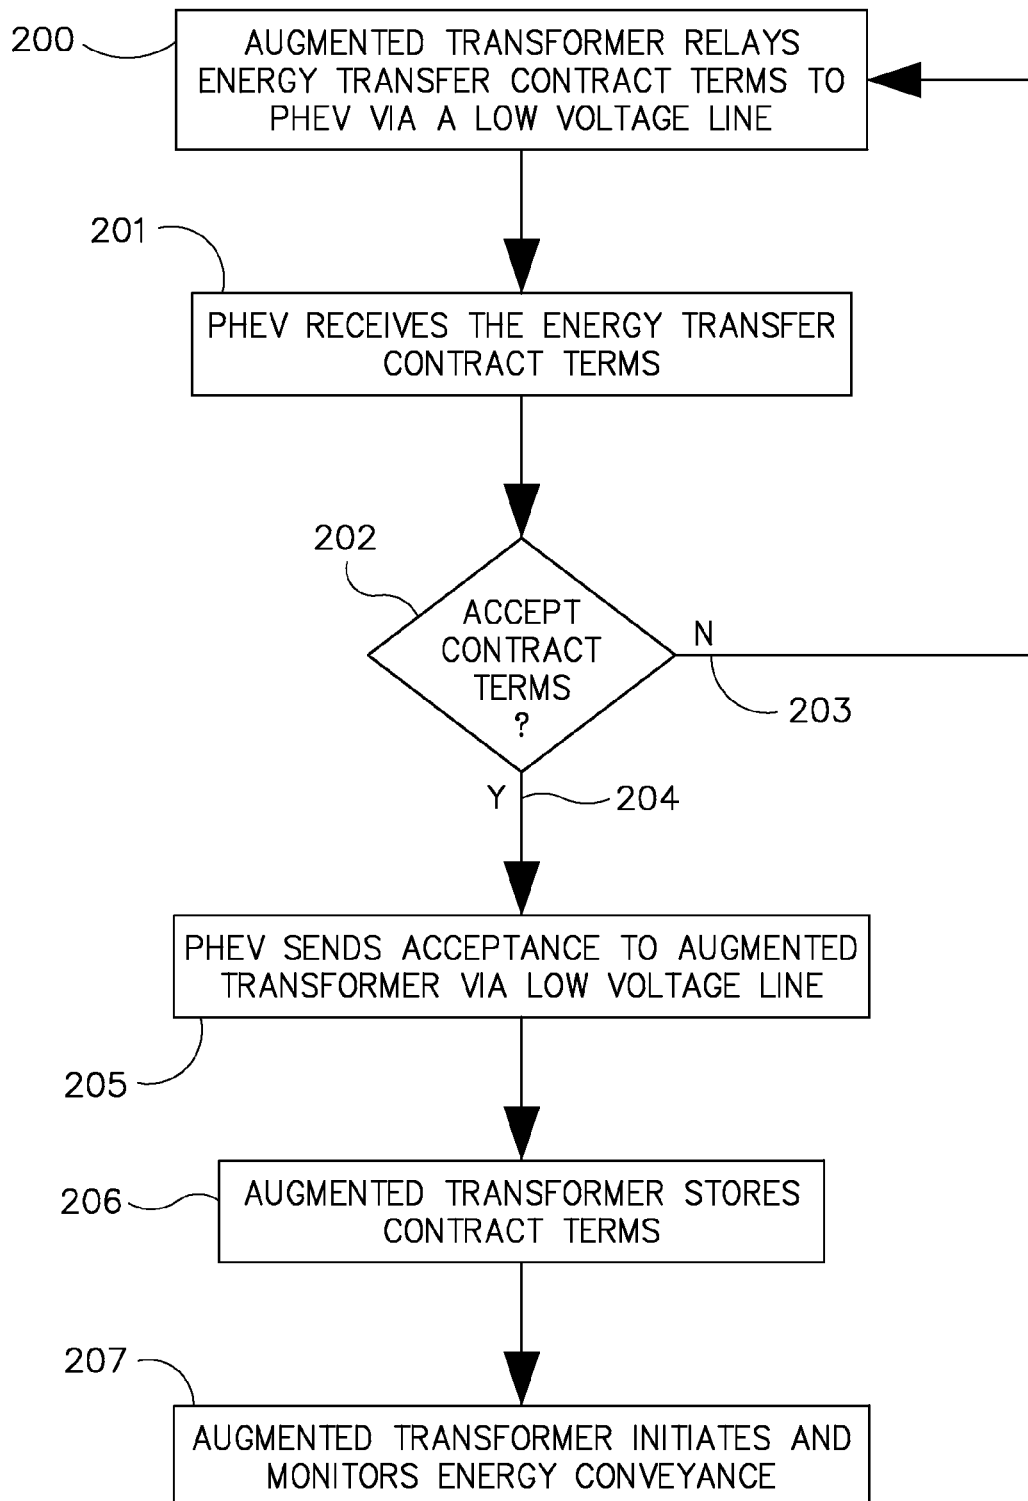 200
AUGMENTED TRANSFORMER RELAYS
ENERGY TRANSFER CONTRACT TERMS TO
PHEV VIA A LOW VOLTAGE LINE
201
PHEV RECEIVES THE ENERGY TRANSFER
CONTRACT TERMS
202
ACCEPT
CONTRACT
TERMS
?
N
203
Y
204
PHEV SENDS ACCEPTANCE TO AUGMENTED
TRANSFORMER VIA LOW VOLTAGE LINE
205
206
AUGMENTED TRANSFORMER STORES
CONTRACT TERMS
207
AUGMENTED TRANSFORMER INITIATES AND
MONITORS ENERGY CONVEYANCE